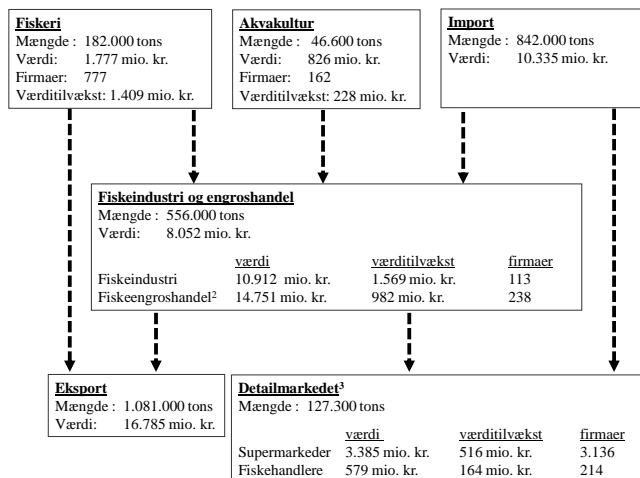 Fiskeri
Mængde : 182.000 tons
Værdi: 1.777 mio. kr.
Firmaer: 777
Værditilvækst: 1.409 mio. kr.
Akvakultur
Mængde : 46.600 tons
Værdi: 826 mio. kr.
Firmaer: 162
Værditilvækst: 228 mio. kr.
Import
Mængde : 842.000 tons
Værdi: 10.335 mio. kr.
Fiskeindustri og engroshandel
Mængde : 556.000 tons
Værdi: 8.052 mio. kr.
værdi værditilvækst firmaer
Fiskeindustri 10.912 mio. kr. 1.569 mio. kr. 113
Fiskeengroshandel² 14.751 mio. kr. 982 mio. kr. 238
Eksport
Mængde : 1.081.000 tons
Værdi: 16.785 mio. kr.
Detailmarkedet³
Mængde : 127.300 tons
værdi værditilvækst firmaer
Supermarkeder 3.385 mio. kr. 516 mio. kr. 3.136
Fiskehandlere 579 mio. kr. 164 mio. kr. 214